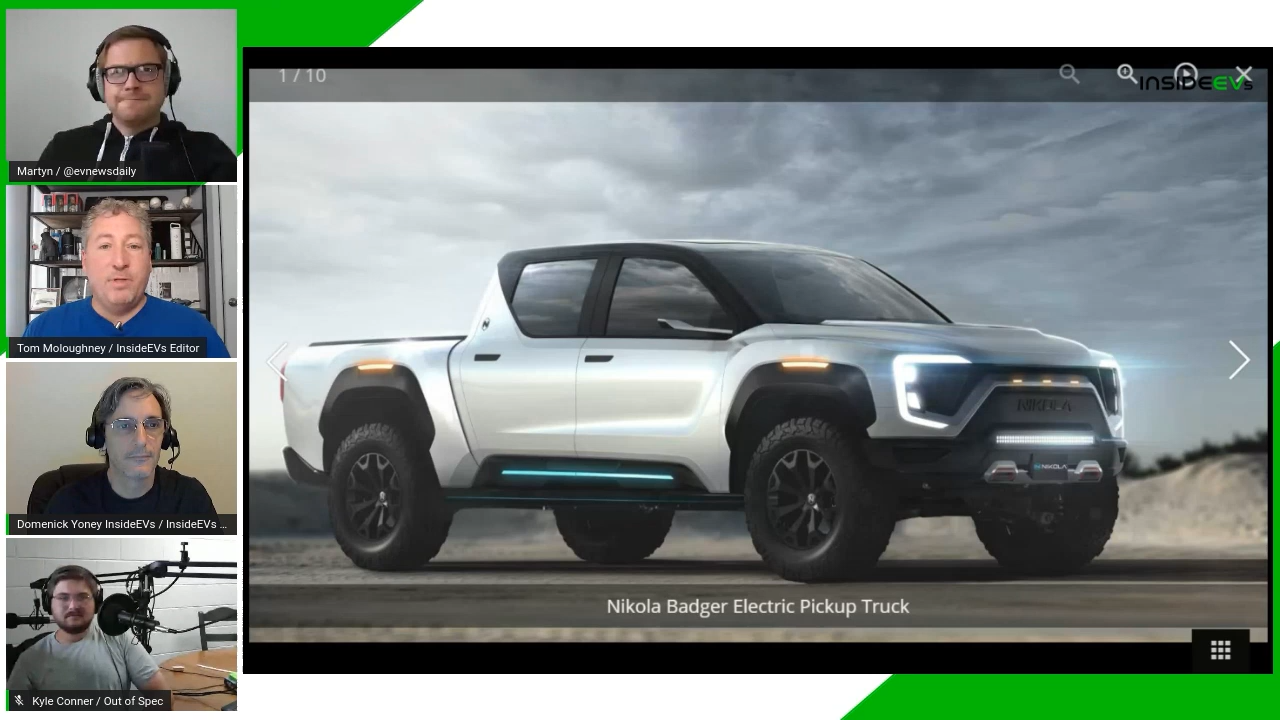 Martyn / @evnewsdaily
Tom Moloughney / InsideEVs Editor
Domenick Yoney InsideEVs / InsideEVs ...
Kyle Conner / Out of Spec
1 / 10
INSIDEEVs
NIKOLA
NIKOLA
Nikola Badger Electric Pickup Truck